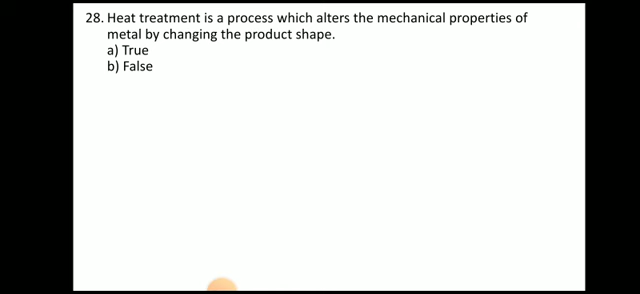 28. Heat treatment is a process which alters the mechanical properties of
metal by changing the product shape.
a) True
b) False